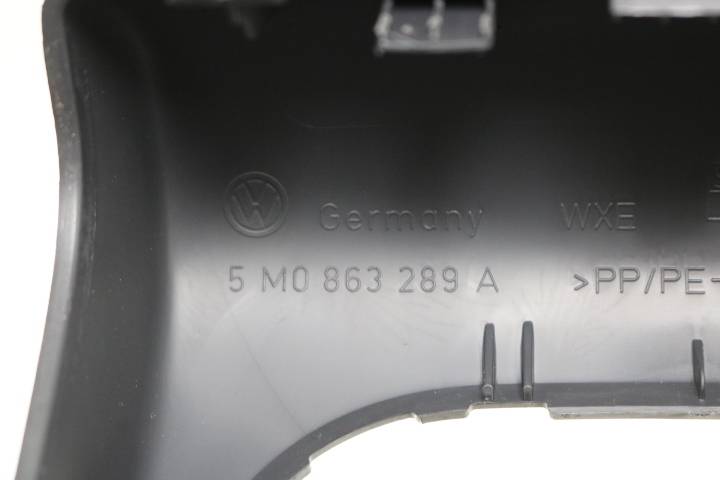 Germany WXE
5 M0 863 289 A >PP/PE-